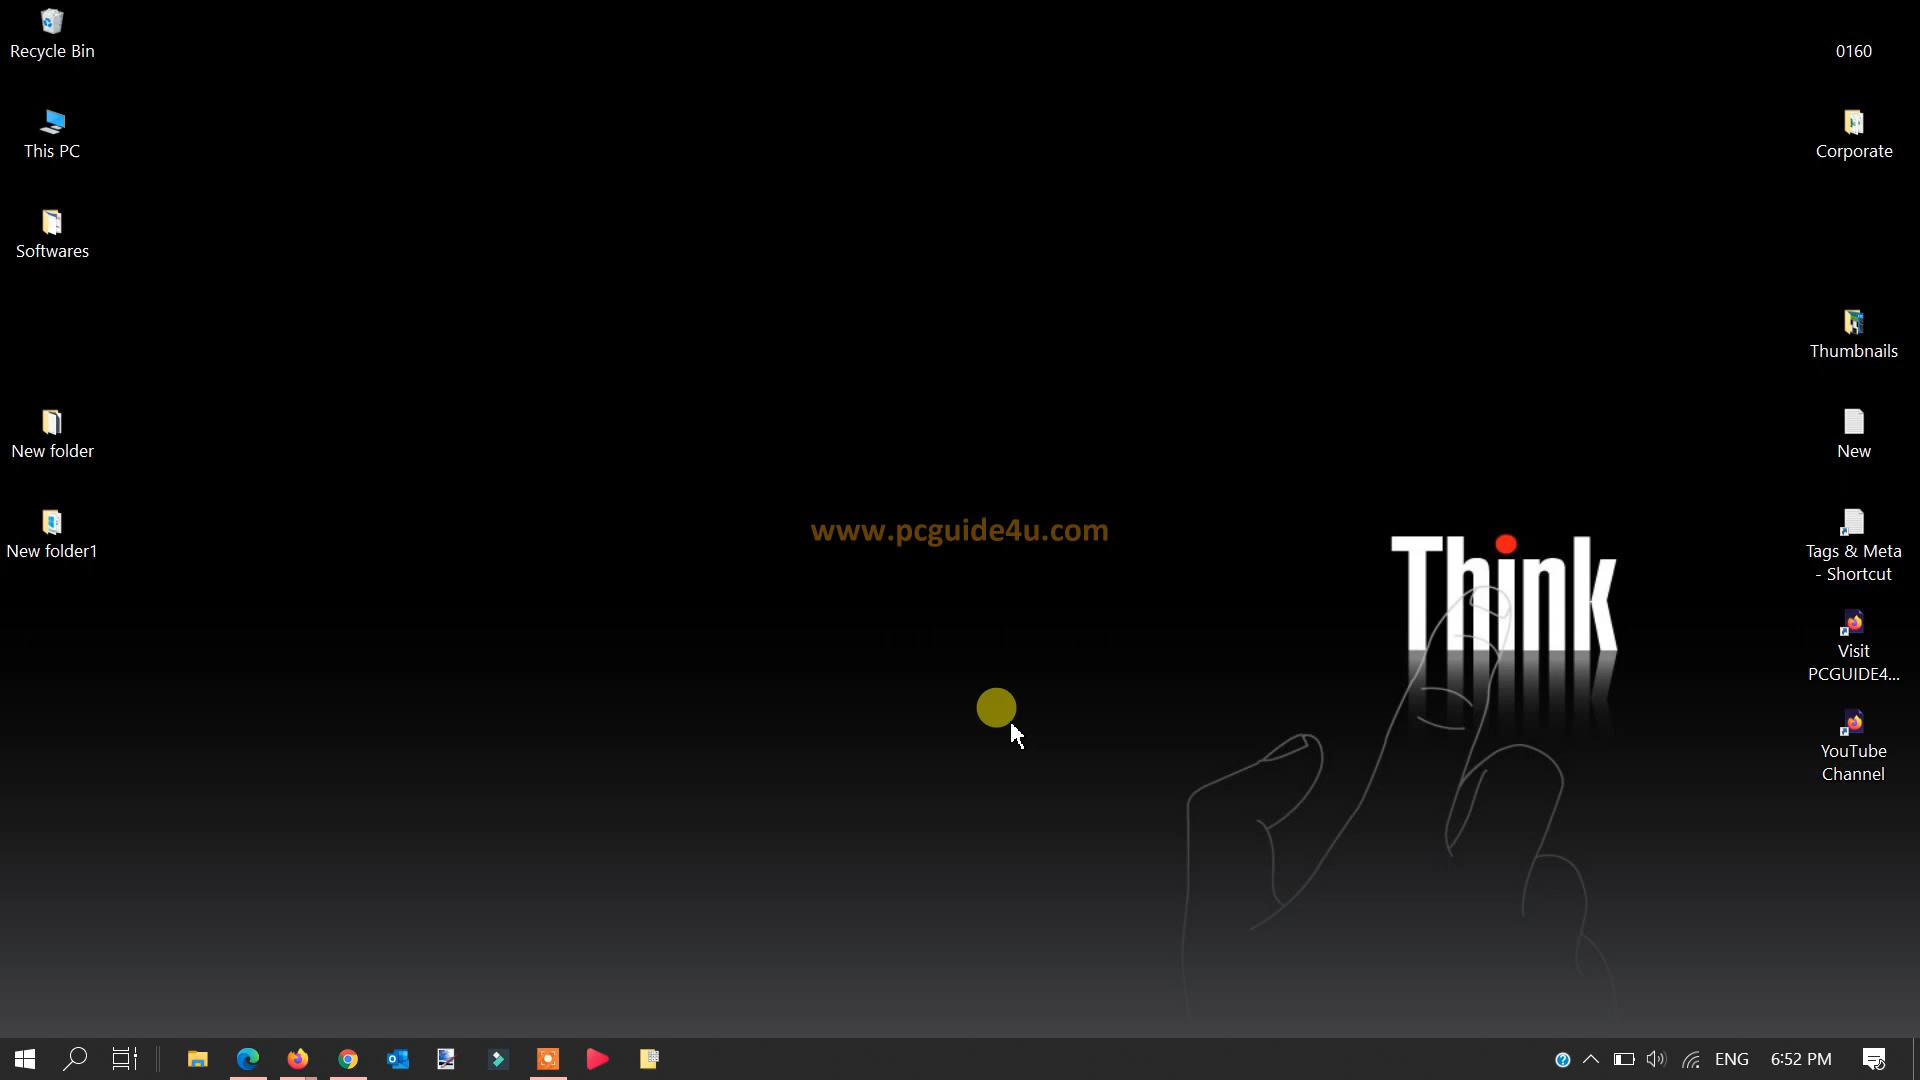 Recycle Bin
This PC
Softwares
New folder
New folder1
www.pcguide4u.com
Think
0160
Corporate
Thumbnails
New
Tags & Meta
- Shortcut
Visit
PCGUIDE4...
YouTube
Channel
ENG
6:52 PM